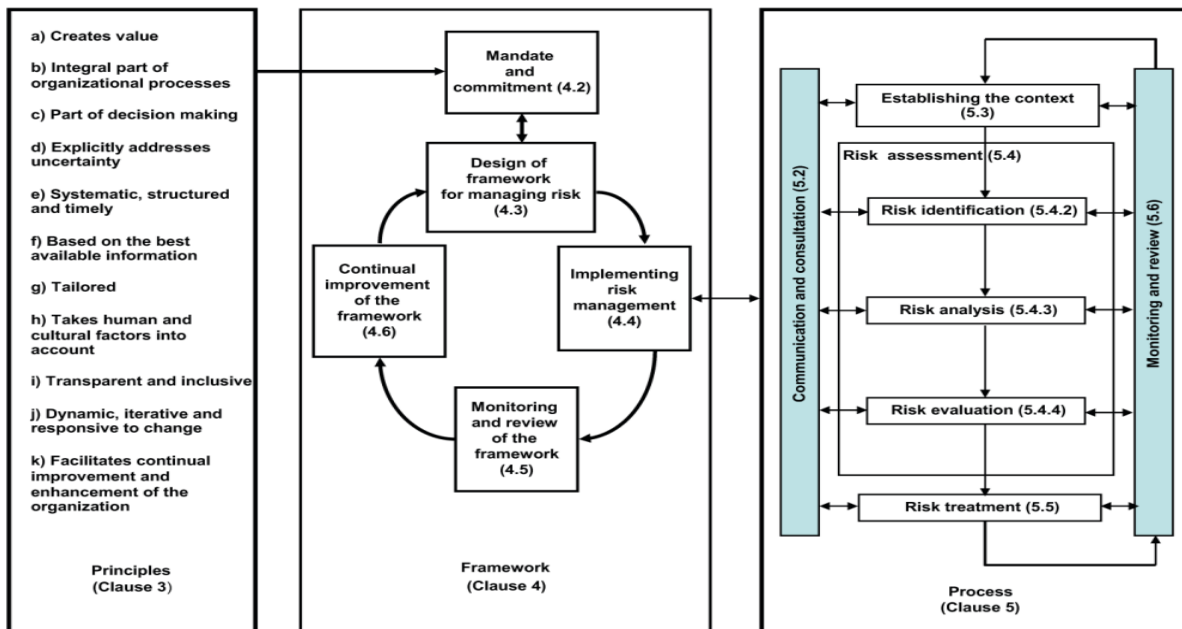 a) Creates value
b) Integral part of
organizational processes
c) Part of decision making
d) Explicitly addresses
uncertainty
e) Systematic, structured
and timely
f) Based on the best
available information
g) Tailored
h) Takes human and
cultural factors into
account
i) Transparent and inclusive
j) Dynamic, iterative and
responsive to change
k) Facilitates continual
improvement and
enhancement of the
organization
Principles
(Clause 3)
Mandate
and
commitment (4.2)
Design of
framework
for managing risk
(4.3)
Continual
improvement
of the
framework
(4.6)
Implementing
risk
management
(4.4)
Monitoring
and review
of the
framework
(4.5)
Framework
(Clause 4)
Communication and consultation (5.2)
Establishing the context
(5.3)
Risk assessment (5.4)
Risk identification (5.4.2)
Risk analysis (5.4.3)
Risk evaluation (5.4.4)
Risk treatment (5.5)
Monitoring and review (5.6)
Process
(Clause 5)